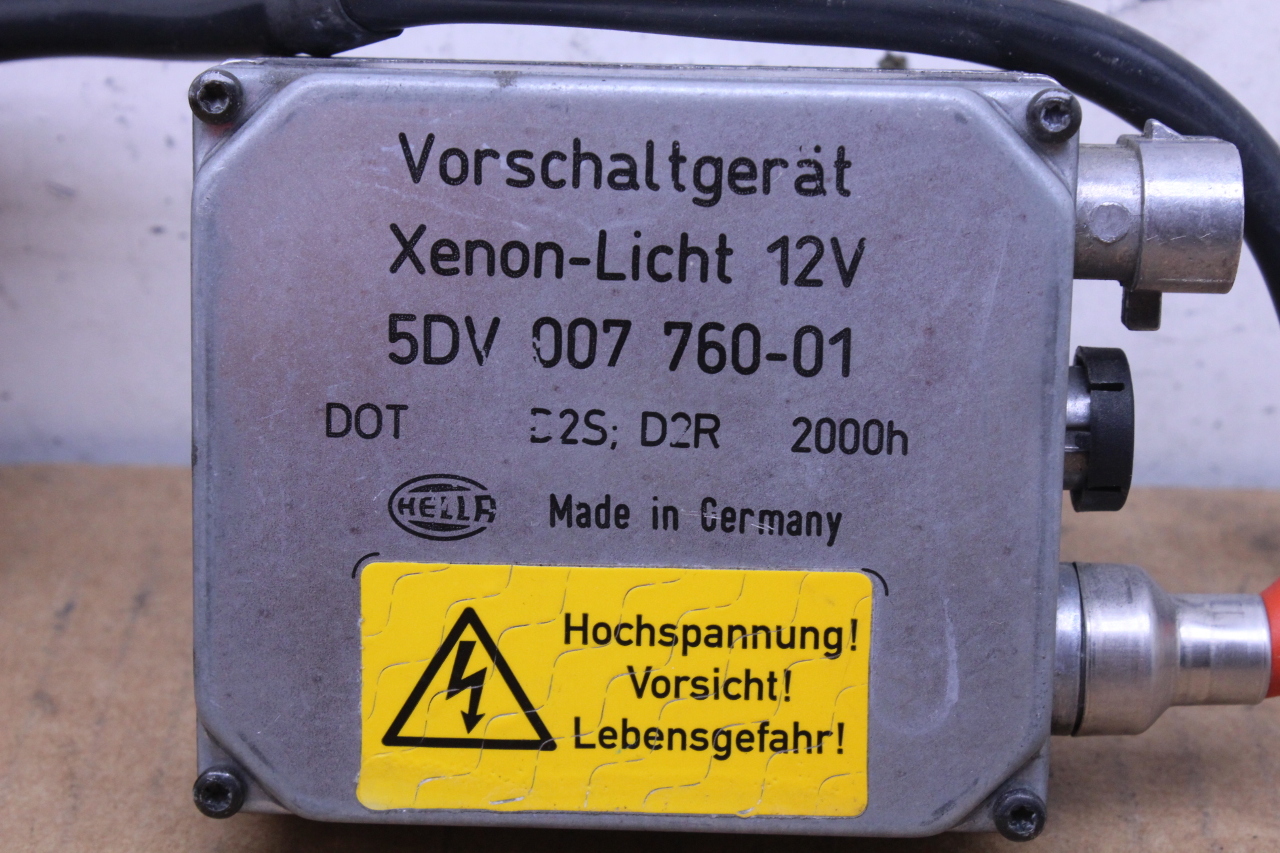 Vorschaltgerät
Xenon-Licht 12V
5DV 007 760-01
DOT D2S; D2R 2000h
HELLA Made in Germany
Hochspannung!
Vorsicht!
Lebensgefahr!